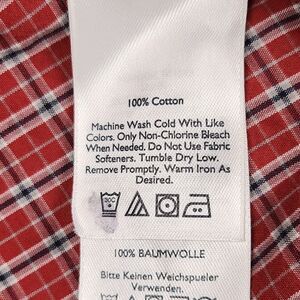 100% Cotton
Machine Wash Cold With Like
Colors. Only Non-Chlorine Bleach
When Needed. Do Not Use Fabric
Softeners. Tumble Dry Low.
Remove Promptly. Warm Iron As
Desired.
30C
100% BAUMWOLLE
Bitte Keinen Weichspueler
Verwenden.